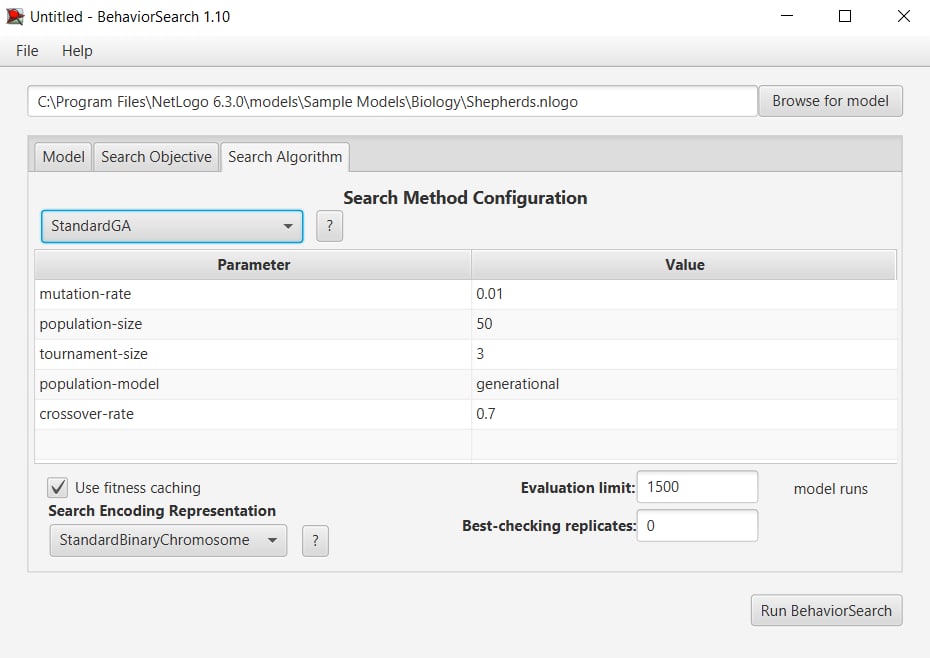 Untitled - BehaviorSearch 1.10
File Help
C:\Program Files\NetLogo 6.3.0\models\Sample Models\Biology\Shepherds.nlogo Browse for model
Model Search Objective Search Algorithm
Search Method Configuration
StandardGA ?
Parameter Value
mutation-rate 0.01
population-size 50
tournament-size 3
population-model generational
crossover-rate 0.7
Use fitness caching Evaluation limit: 1500 model runs
Search Encoding Representation
Best-checking replicates: 0
StandardBinaryChromosome ?
Run BehaviorSearch